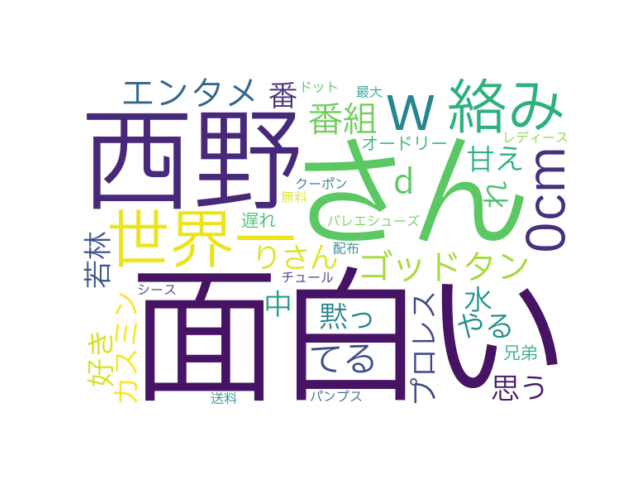 エンタメ
番
ドット
最大
西野
w
絡み
番組
さん
オードリー
レディース
甘え
0cm
クーポン
d
れ
無料
世界一
遅れ
バレエシューズ
若林
りさん
配布
ゴッドタン
チュール
面白い
シース
中
黙っ
プロレス
水
やる
好き
カスミン
てる
兄弟
思う
送料
パンプス